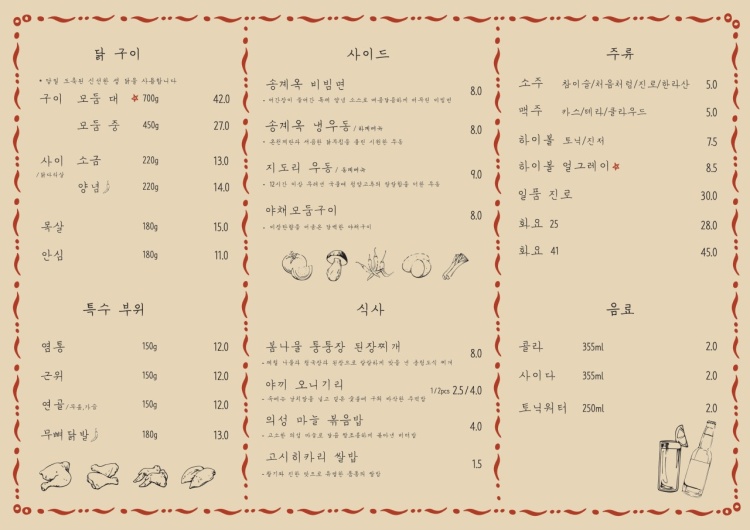 닭 구이
* 당일 도축된 신선한 생 닭을 사용합니다
구이 모둠 대 700g 42.0
모둠 중 450g 27.0
사이 소금 220g 13.0
/닭다리살
양념 220g 14.0
목살 180g 15.0
안심 180g 11.0
특수 부위
염통 150g 12.0
근위 150g 12.0
연골 /무릎,가슴 150g 12.0
무뼈닭발 180g 13.0
사이드
송계옥 비빔면 8.0
송계옥 냉우동 8.0
지도리 우동 9.0
야채모둠구이 8.0
식사
봄나물 통통장 된장찌개 8.0
야끼 오니기리 1/2pcs 2.5/4.0
의성 마늘 볶음밥 4.0
고시히카리 쌀밥 1.5
주류
소주 참이슬/처음처럼/진로/한라산 5.0
맥주 카스/테라/클라우드 5.0
하이볼 토닉/진저 7.5
하이볼 얼그레이 8.5
일품 진로 30.0
화요 25 28.0
화요 41 45.0
음료
콜라 355ml 2.0
사이다 355ml 2.0
토닉워터 250ml 2.0